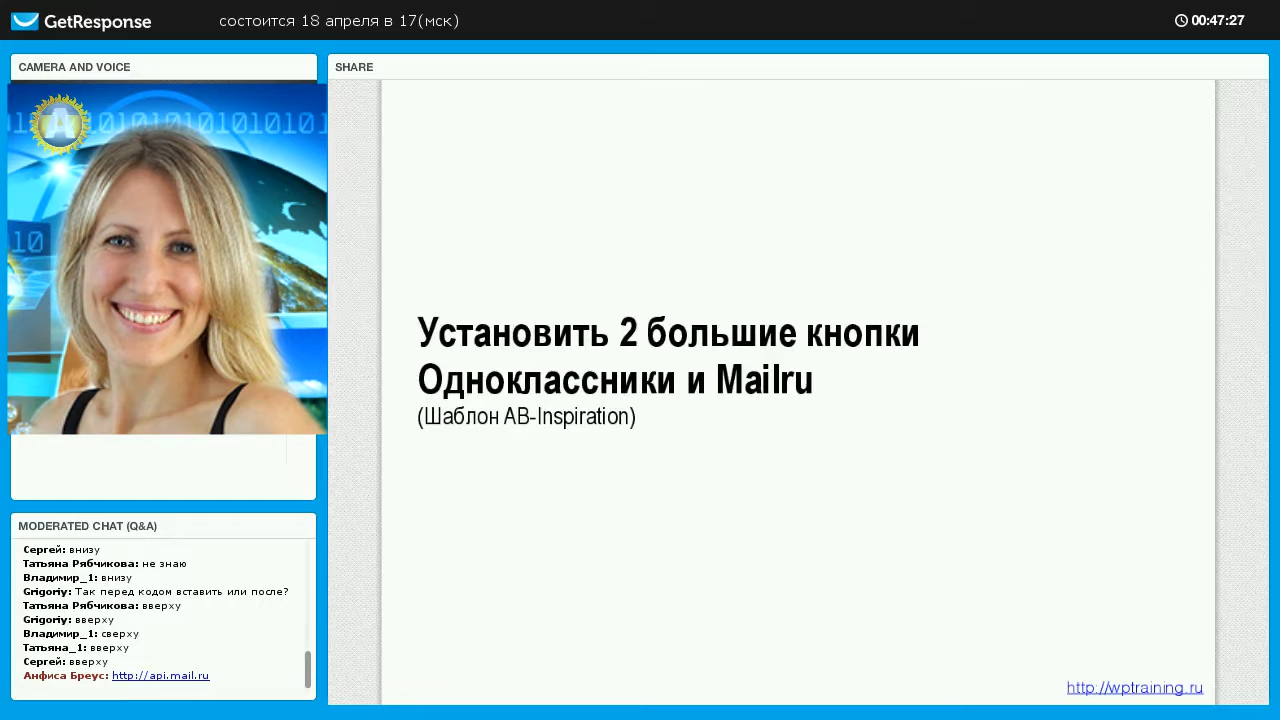 GetResponse
состоится 18 апреля в 17(мск)
00:47:27
CAMERA AND VOICE
SHARE
A
Установить 2 большие кнопки
Одноклассники и Mailru
(Шаблон AB-Inspiration)
http://wptraining.ru
MODERATED CHAT (Q&A)
Сергей: внизу
Татьяна Рябчикова: не знаю
Владимир_1: внизу
Grigoriy: Так перед кодом вставить или после?
Татьяна Рябчикова: вверху
Grigoriy: вверху
Владимир_1: сверху
Татьяна_1: вверху
Сергей: вверху
Анфиса Бреус: http://api.mail.ru